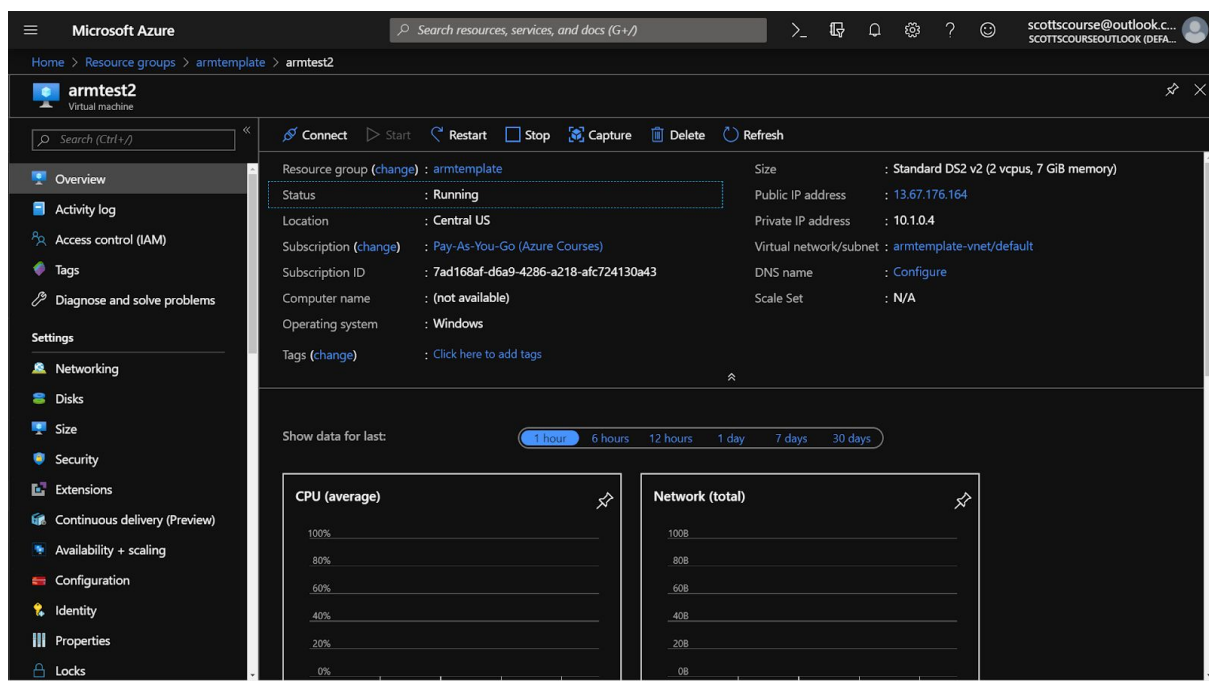 Microsoft Azure
Search resources, services, and docs (G+/)
scottscourse@outlook.c...
SCOTTSCOURSEOUTLOOK (DEFA...
Home > Resource groups > armtemplate > armtest2
armtest2
Virtual machine
Search (Ctrl+/)
Overview
Activity log
Access control (IAM)
Tags
Diagnose and solve problems
Settings
Networking
Disks
Size
Security
Extensions
Continuous delivery (Preview)
Availability + scaling
Configuration
Identity
Properties
Locks
Connect Start Restart Stop Capture Delete Refresh
Resource group (change) : armtemplate
Status : Running
Location : Central US
Subscription (change) : Pay-As-You-Go (Azure Courses)
Subscription ID : 7ad168af-d6a9-4286-a218-afc724130a43
Computer name : (not available)
Operating system : Windows
Tags (change) : Click here to add tags
Size : Standard DS2 v2 (2 vcpus, 7 GiB memory)
Public IP address : 13.67.176.164
Private IP address : 10.1.0.4
Virtual network/subnet : armtemplate-vnet/default
DNS name : Configure
Scale Set : N/A
Show data for last: 1 hour 6 hours 12 hours 1 day 7 days 30 days
CPU (average)
100%
80%
60%
40%
20%
0%
Network (total)
100B
80B
60B
40B
20B
0B